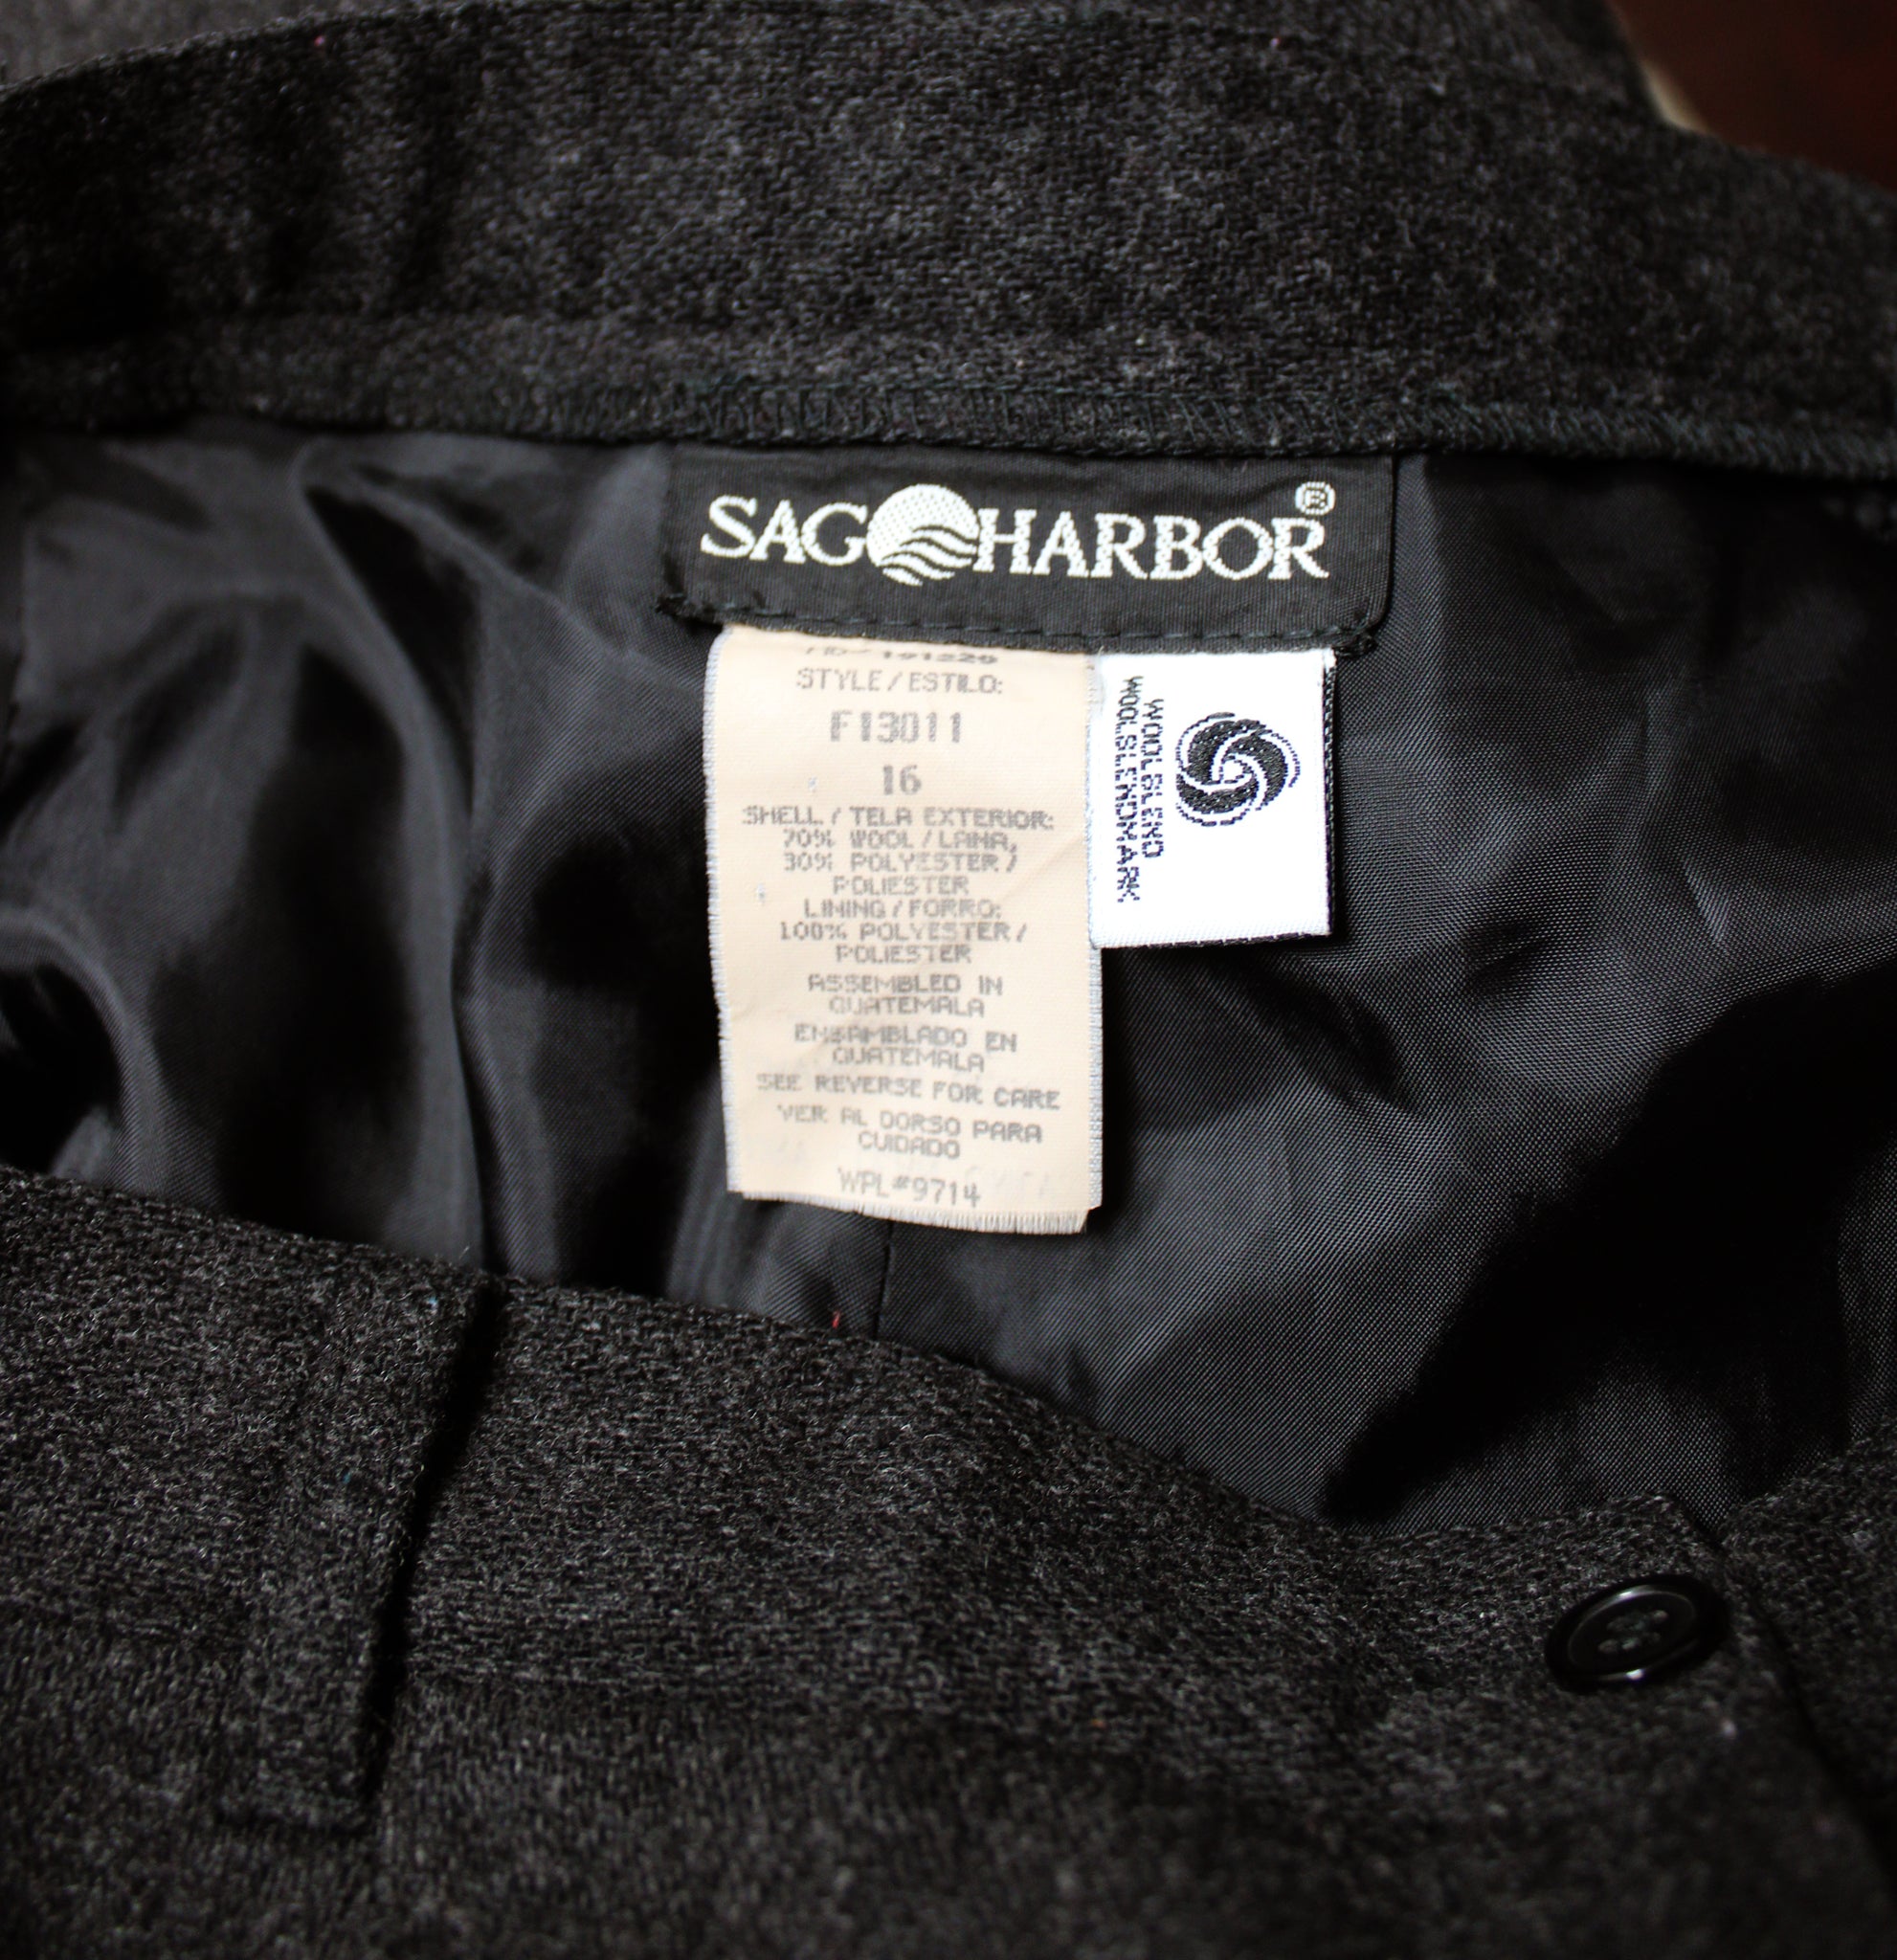 SAG HARBOR®
STYLE / ESTILO:
F13011
16
SHELL / TELA EXTERIOR:
70% WOOL / LANA,
30% POLYESTER /
POLIESTER
LINING / FORRO:
100% POLYESTER /
POLIESTER
ASSEMBLED IN
GUATEMALA
ENSAMBLADO EN
GUATEMALA
SEE REVERSE FOR CARE
VER AL DORSO PARA
CUIDADO
WPL#9714
WOOLBLEND
WOOLBLENDMARK